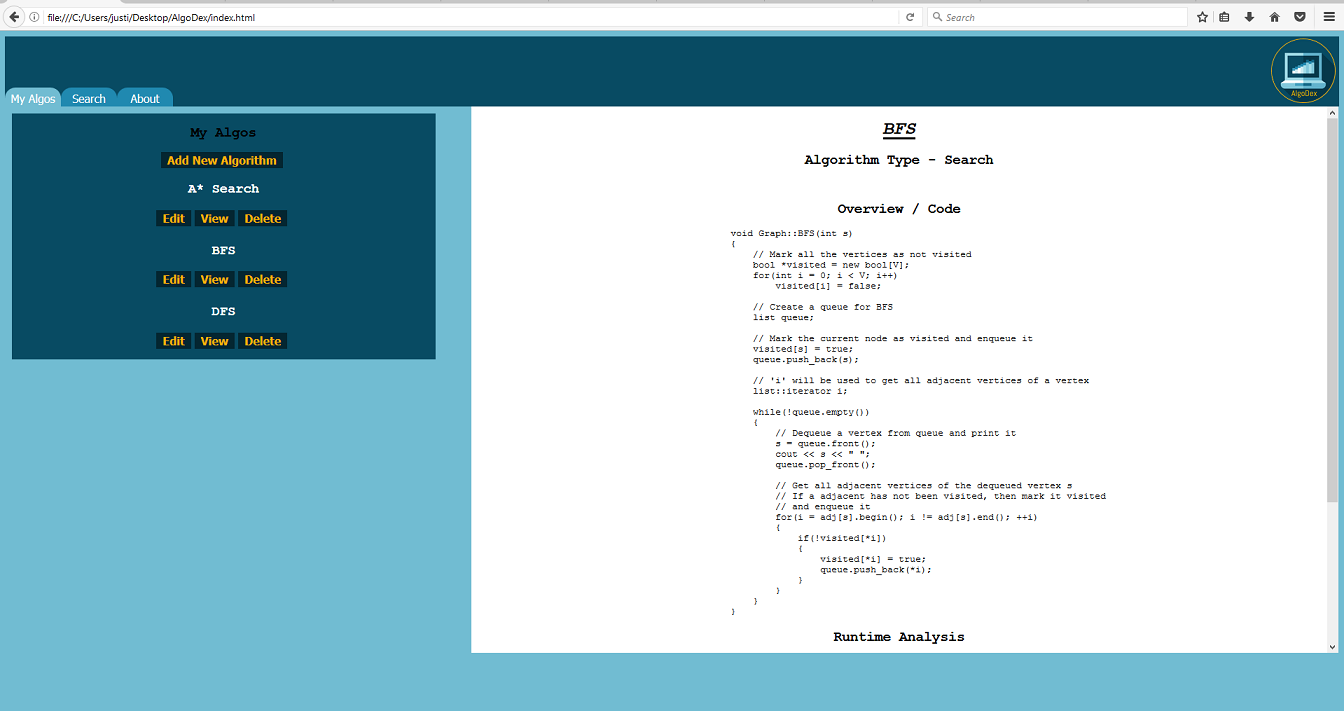 file:///C:/Users/justi/Desktop/AlgoDex/index.html
Search
AlgoDex
My Algos
Search
About
My Algos
Add New Algorithm
A* Search
Edit View Delete
BFS
Edit View Delete
DFS
Edit View Delete
BFS
Algorithm Type - Search
Overview / Code
void Graph::BFS(int s)
{
    // Mark all the vertices as not visited
    bool *visited = new bool[V];
    for(int i = 0; i < V; i++)
        visited[i] = false;

    // Create a queue for BFS
    list queue;

    // Mark the current node as visited and enqueue it
    visited[s] = true;
    queue.push_back(s);

    // 'i' will be used to get all adjacent vertices of a vertex
    list::iterator i;

    while(!queue.empty())
    {
        // Dequeue a vertex from queue and print it
        s = queue.front();
        cout << s << " ";
        queue.pop_front();

        // Get all adjacent vertices of the dequeued vertex s
        // If a adjacent has not been visited, then mark it visited
        // and enqueue it
        for(i = adj[s].begin(); i != adj[s].end(); ++i)
        {
            if(!visited[*i])
            {
                visited[*i] = true;
                queue.push_back(*i);
            }
        }
    }
}
Runtime Analysis